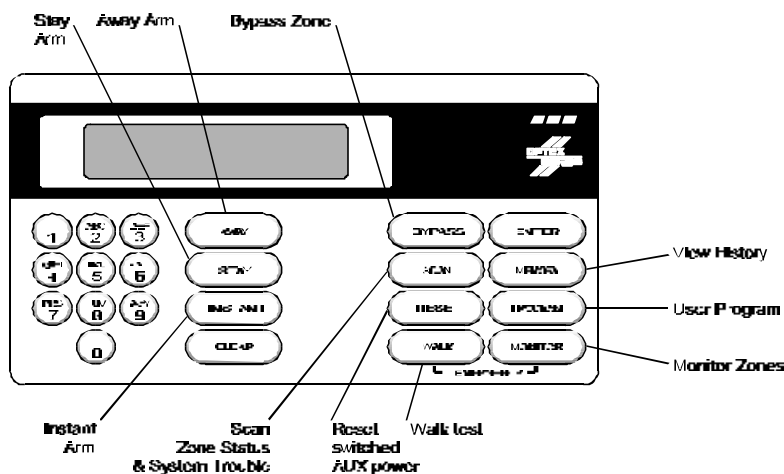 Stay
Arm
Away Arm
Bypass Zone
1
2
3
AWAY
BYPASS
ENTER
4
5
6
STAY
SCAN
MEMORY
View History
7
8
9
INSTANT
RESET
PROGRAM
User Program
0
CLEAR
WALK
MONITOR
Monitor Zones
Instant
Arm
Scan
Zone Status
& System Trouble
Reset
switched
AUX power
Walk test